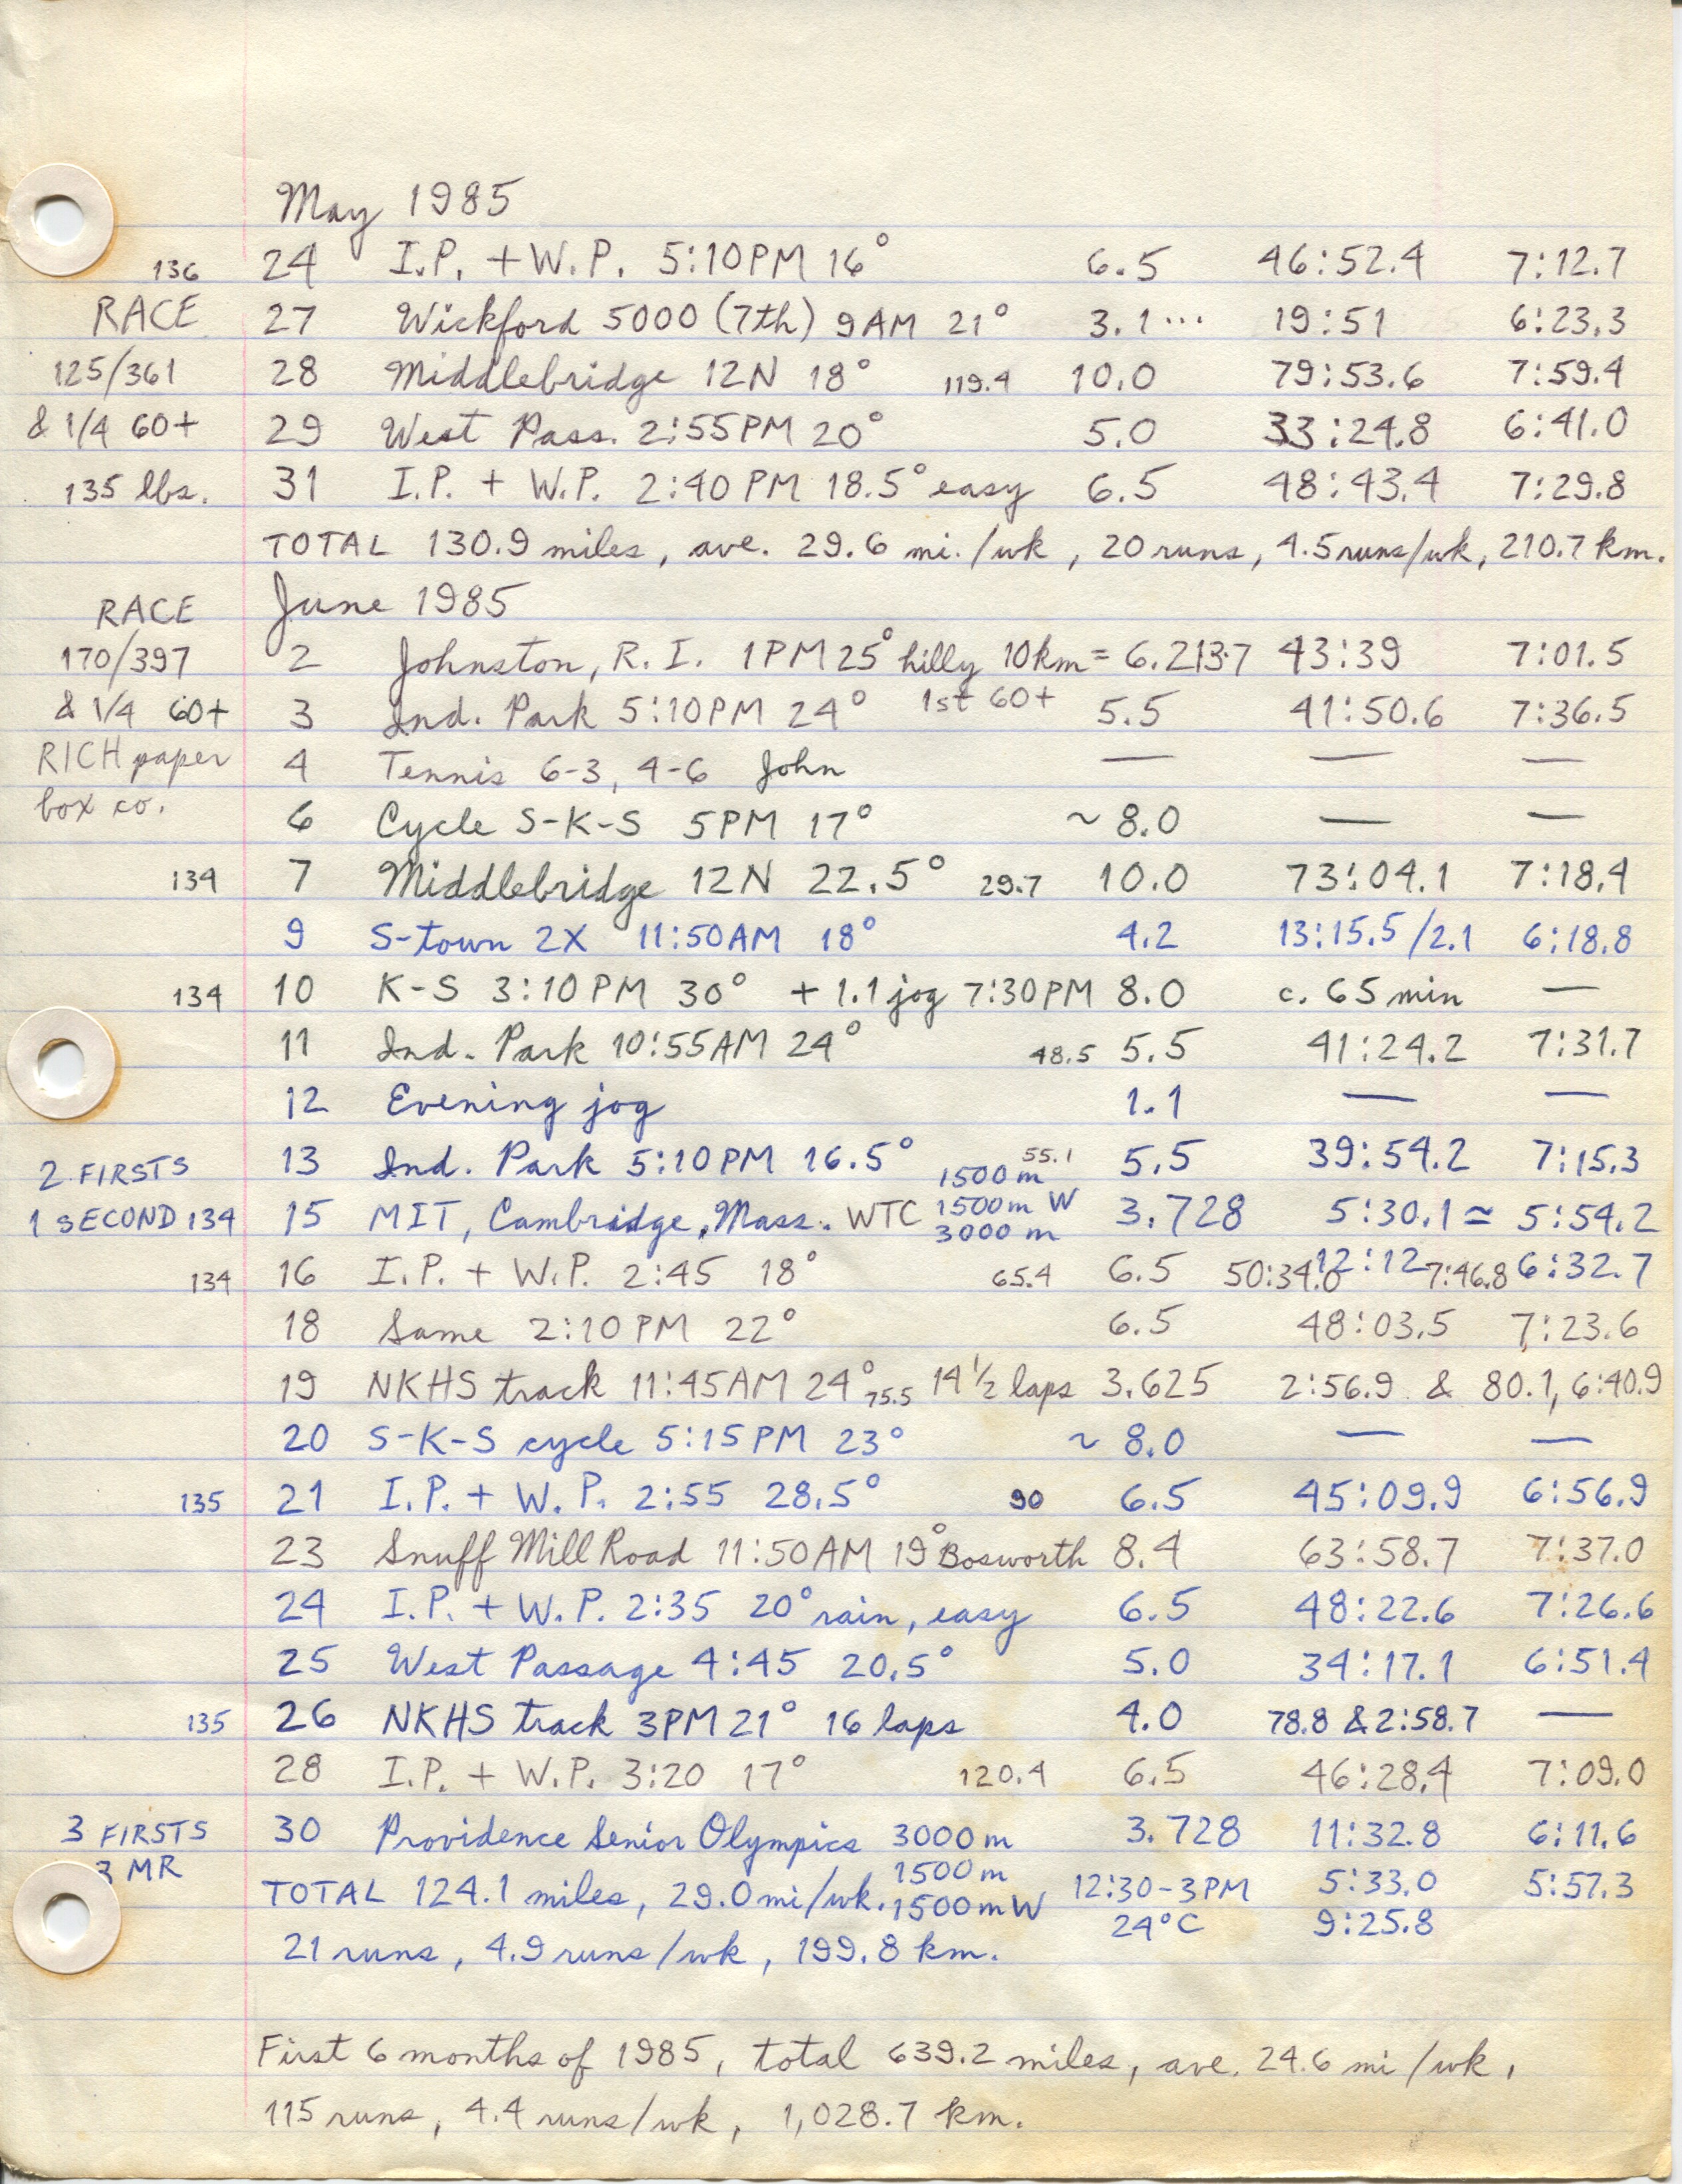 May 1985
136 24 I.P. + W.P. 5:10PM 16° 6.5 46:52.4 7:12.7
RACE 27 Wickford 5000 (7th) 9AM 21° 3.1... 19:51 6:23.3
125/361 28 Middlebridge 12N 18° 119.4 10.0 79:53.6 7:59.4
& 1/4 60+ 29 West Pass. 2:55PM 20° 5.0 33:24.8 6:41.0
135 lbs. 31 I.P. + W.P. 2:40PM 18.5° easy 6.5 48:43.4 7:29.8
TOTAL 130.9 miles, ave. 29.6 mi./wk, 20 runs, 4.5 runs/wk, 210.7 km.
RACE June 1985
170/397 2 Johnston, R.I. 1PM 25° hilly 10km = 6.2137 43:39 7:01.5
& 1/4 60+ 3 Ind. Park 5:10PM 24° 1st 60+ 5.5 41:50.6 7:36.5
RICH paper 4 Tennis 6-3, 4-6 John — — —
box co. 6 Cycle S-K-S 5PM 17° ~8.0 — —
134 7 Middlebridge 12N 22.5° 29.7 10.0 73:04.1 7:18.4
9 S-town 2X 11:50AM 18° 4.2 13:15.5/2.1 6:18.8
134 10 K-S 3:10PM 30° + 1.1 jog 7:30PM 8.0 c. 65 min —
11 Ind. Park 10:55AM 24° 48.5 5.5 41:24.2 7:31.7
12 Evening jog 1.1 — —
2 FIRSTS 13 Ind. Park 5:10PM 16.5° 55.1 5.5 39:54.2 7:15.3
1500 m
1 SECOND 134 15 MIT, Cambridge, Mass. WTC 1500m W 3.728 5:30.1 ≃ 5:54.2
3000 m 12:12 6:32.7
134 16 I.P. + W.P. 2:45 18° 65.4 6.5 50:34.0 7:46.8
18 Same 2:10PM 22° 6.5 48:03.5 7:23.6
19 NKHS track 11:45AM 24° 75.5 14 1/2 laps 3.625 2:56.9 & 80.1, 6:40.9
20 S-K-S cycle 5:15PM 23° ~8.0 — —
135 21 I.P. + W.P. 2:55 28.5° 90 6.5 45:09.9 6:56.9
23 Snuff Mill Road 11:50AM 19° Bosworth 8.4 63:58.7 7:37.0
24 I.P. + W.P. 2:35 20° rain, easy 6.5 48:22.6 7:26.6
25 West Passage 4:45 20.5° 5.0 34:17.1 6:51.4
135 26 NKHS track 3PM 21° 16 laps 4.0 78.8 & 2:58.7 —
28 I.P. + W.P. 3:20 17° 120.4 6.5 46:28.4 7:09.0
3 FIRSTS 30 Providence Senior Olympics 3000m 3.728 11:32.8 6:11.6
3 MR 1500m 12:30-3PM 5:33.0 5:57.3
TOTAL 124.1 miles, 29.0 mi/wk. 1500mW 24°C 9:25.8
21 runs, 4.9 runs/wk, 199.8 km.
First 6 months of 1985, total 639.2 miles, ave. 24.6 mi/wk,
115 runs, 4.4 runs/wk, 1,028.7 km.